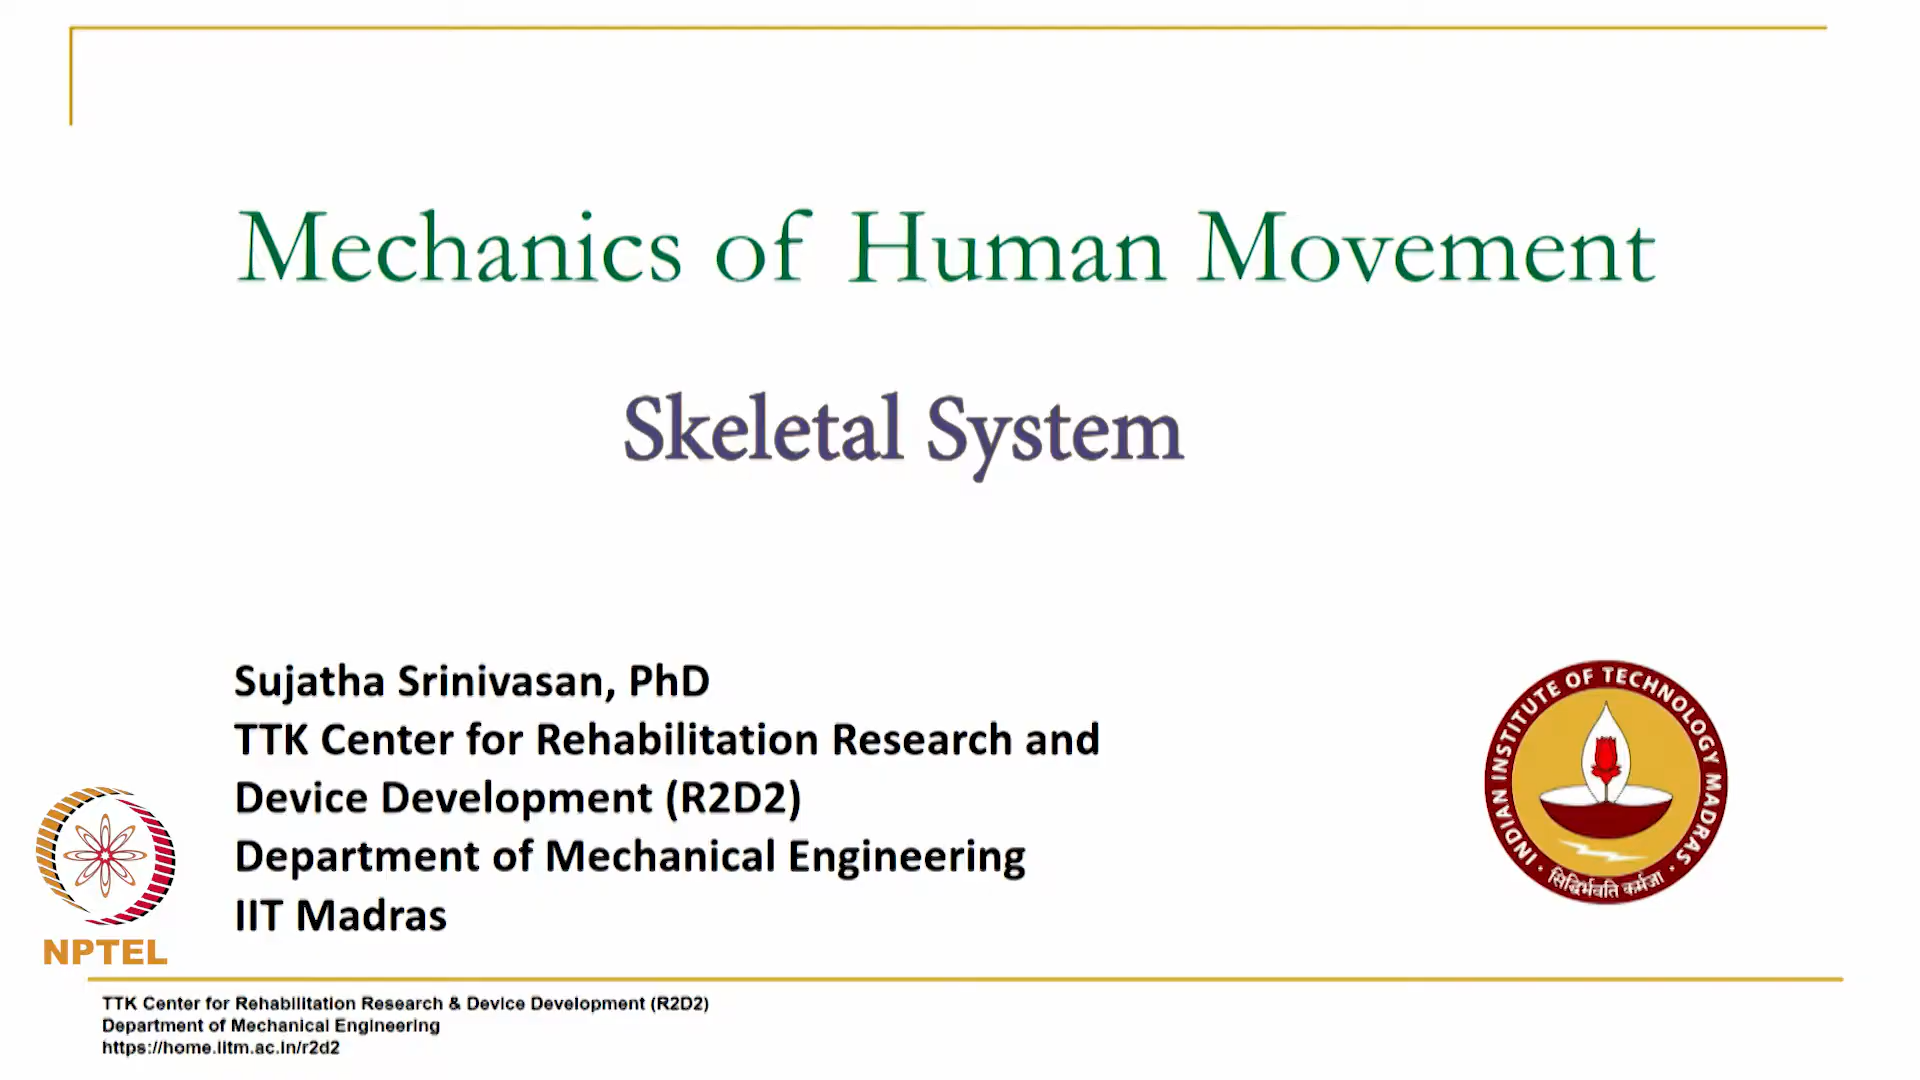 Mechanics of Human Movement
Skeletal System
Sujatha Srinivasan, PhD
TTK Center for Rehabilitation Research and
Device Development (R2D2)
Department of Mechanical Engineering
IIT Madras
INDIAN INSTITUTE OF TECHNOLOGY MADRAS
सिद्धिर्भवति कर्मजा
NPTEL
TTK Center for Rehabilitation Research & Device Development (R2D2)
Department of Mechanical Engineering
https://home.iitm.ac.in/r2d2